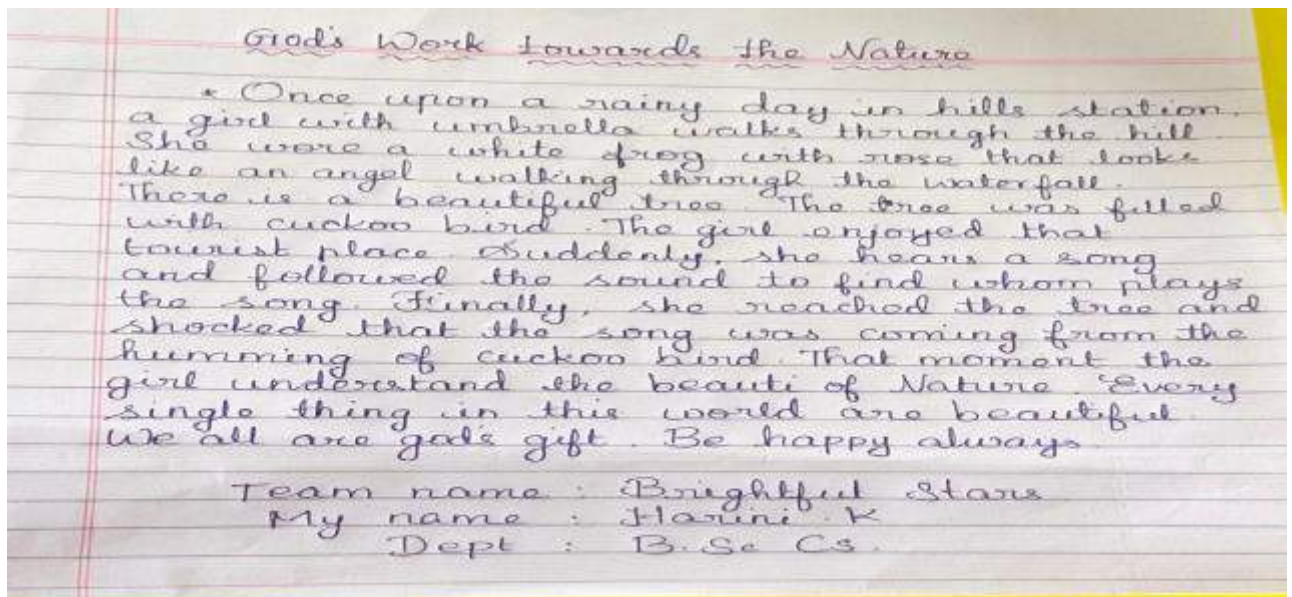 God's Work towards the Nature
* Once upon a rainy day in hills station.
a girl with umbrella walks through the hill.
She wore a white frog with rose that looks
like an angel walking through the waterfall.
There is a beautiful tree. The tree was filled
with cuckoo bird. The girl enjoyed that
tourist place. Suddenly, she hears a song
and followed the sound to find whom plays
the song. Finally, she reached the tree and
shocked that the song was coming from the
humming of cuckoo bird. That moment the
girl understand the beauti of Nature. Every
single thing in this world are beautiful.
We all are god's gift. Be happy always.
Team name : Brightful Stars
My name : Harini. K
Dept : B. Sc Cs.